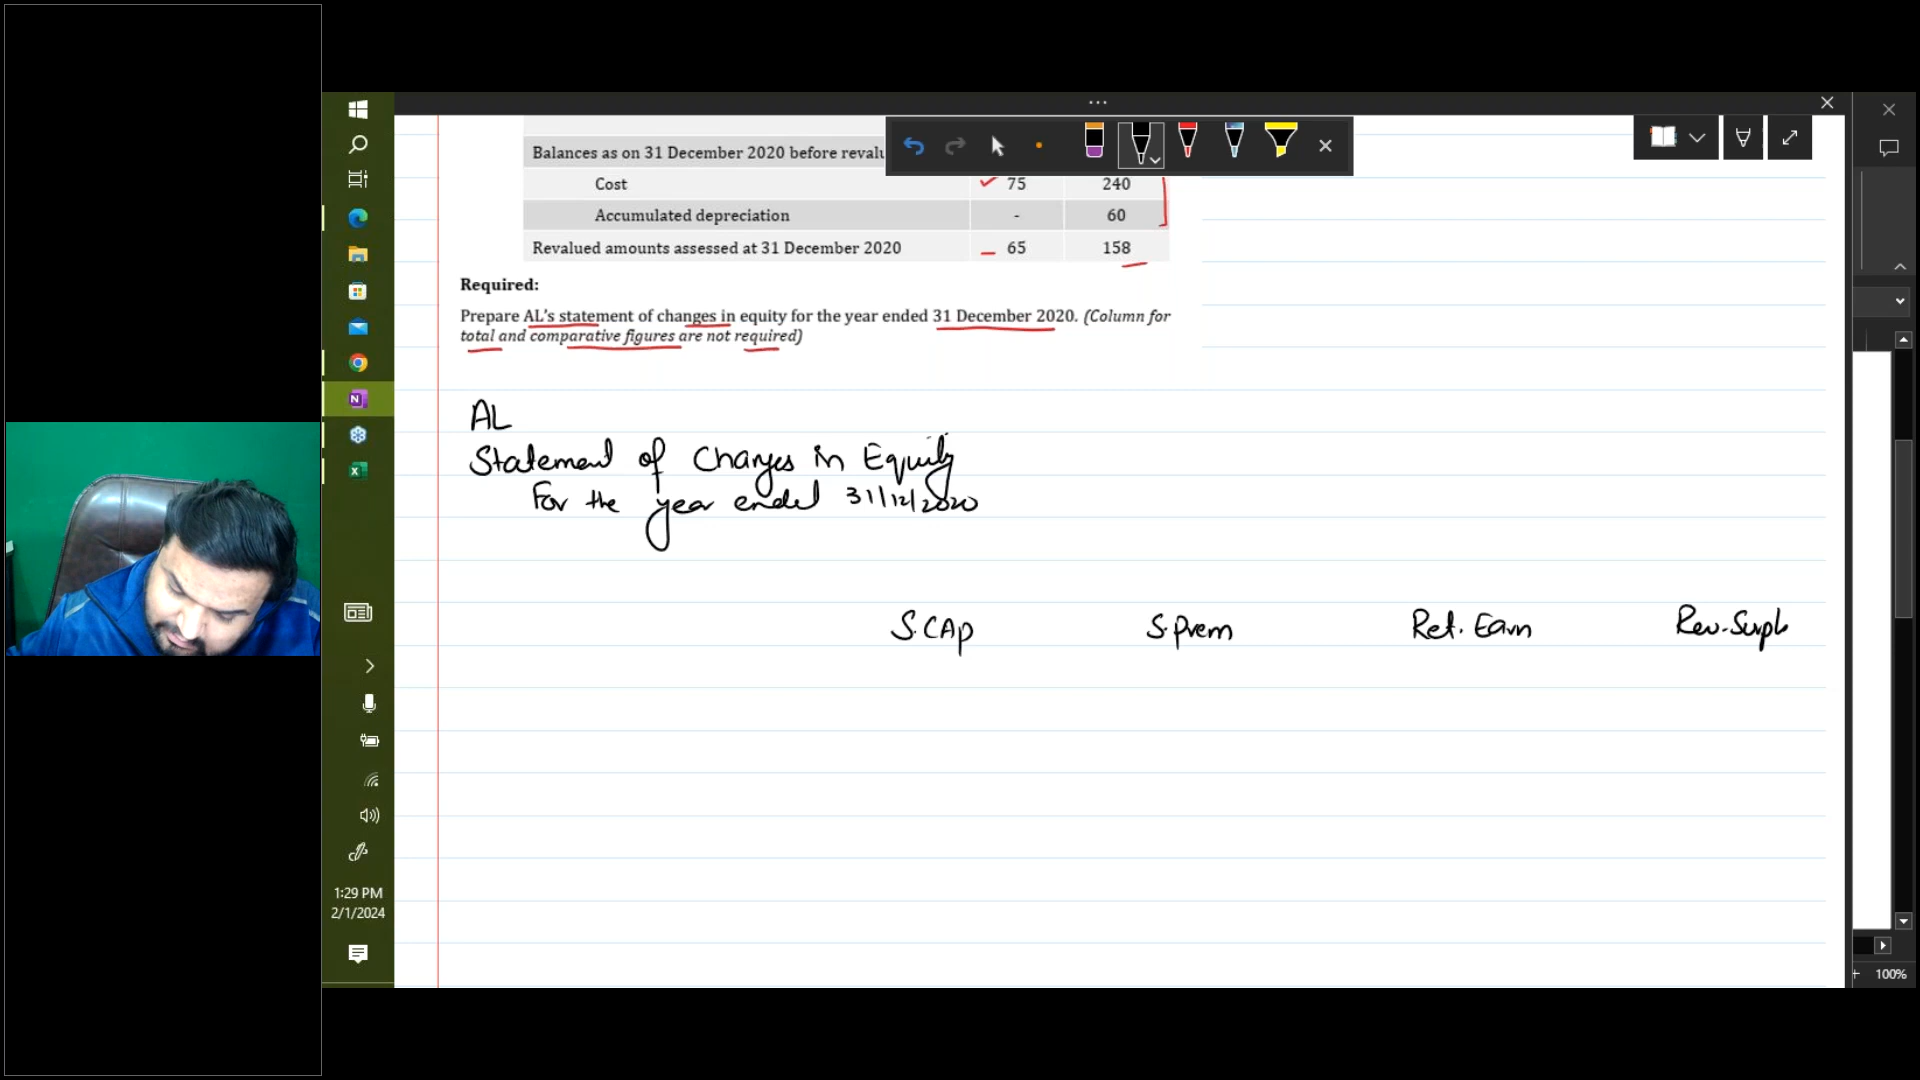 Balances as on 31 December 2020 before revalu
Cost 75 240
Accumulated depreciation - 60
Revalued amounts assessed at 31 December 2020 65 158
Required:
Prepare AL's statement of changes in equity for the year ended 31 December 2020. (Column for
total and comparative figures are not required)
AL
Statement of Changes in Equity
For the year ended 31/12/2020
S.CAp S.Prem Ret. Earn Rev.Surpls
1:29 PM
2/1/2024
100%